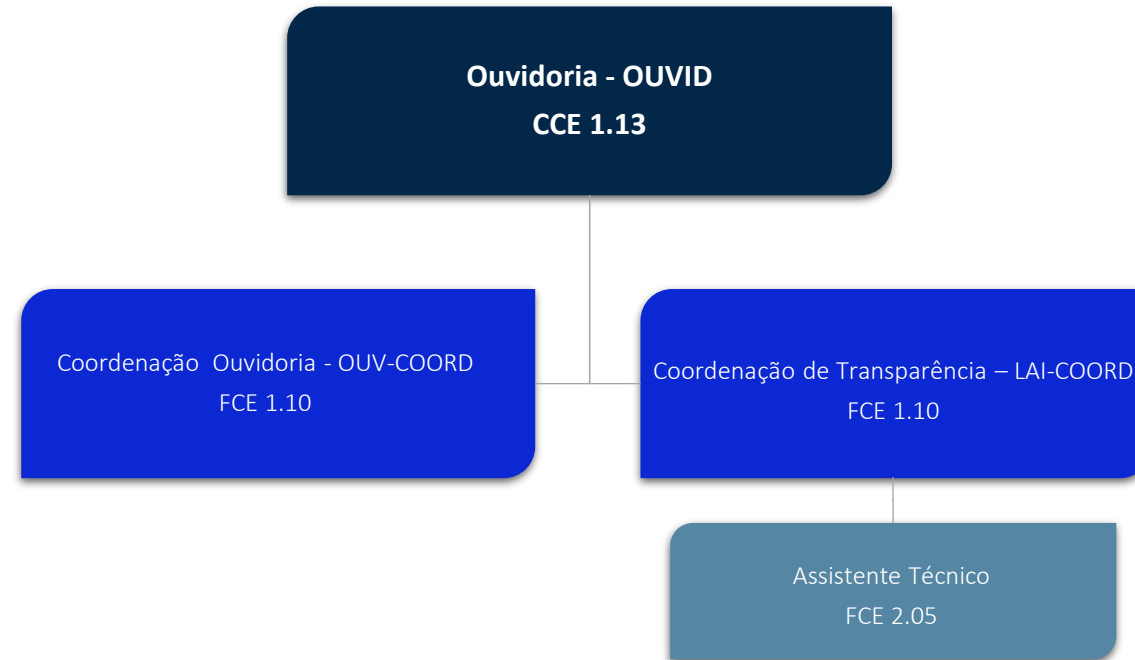 Ouvidoria - OUVID
CCE 1.13
Coordenação Ouvidoria - OUV-COORD
FCE 1.10
Coordenação de Transparência – LAI-COORD
FCE 1.10
Assistente Técnico
FCE 2.05